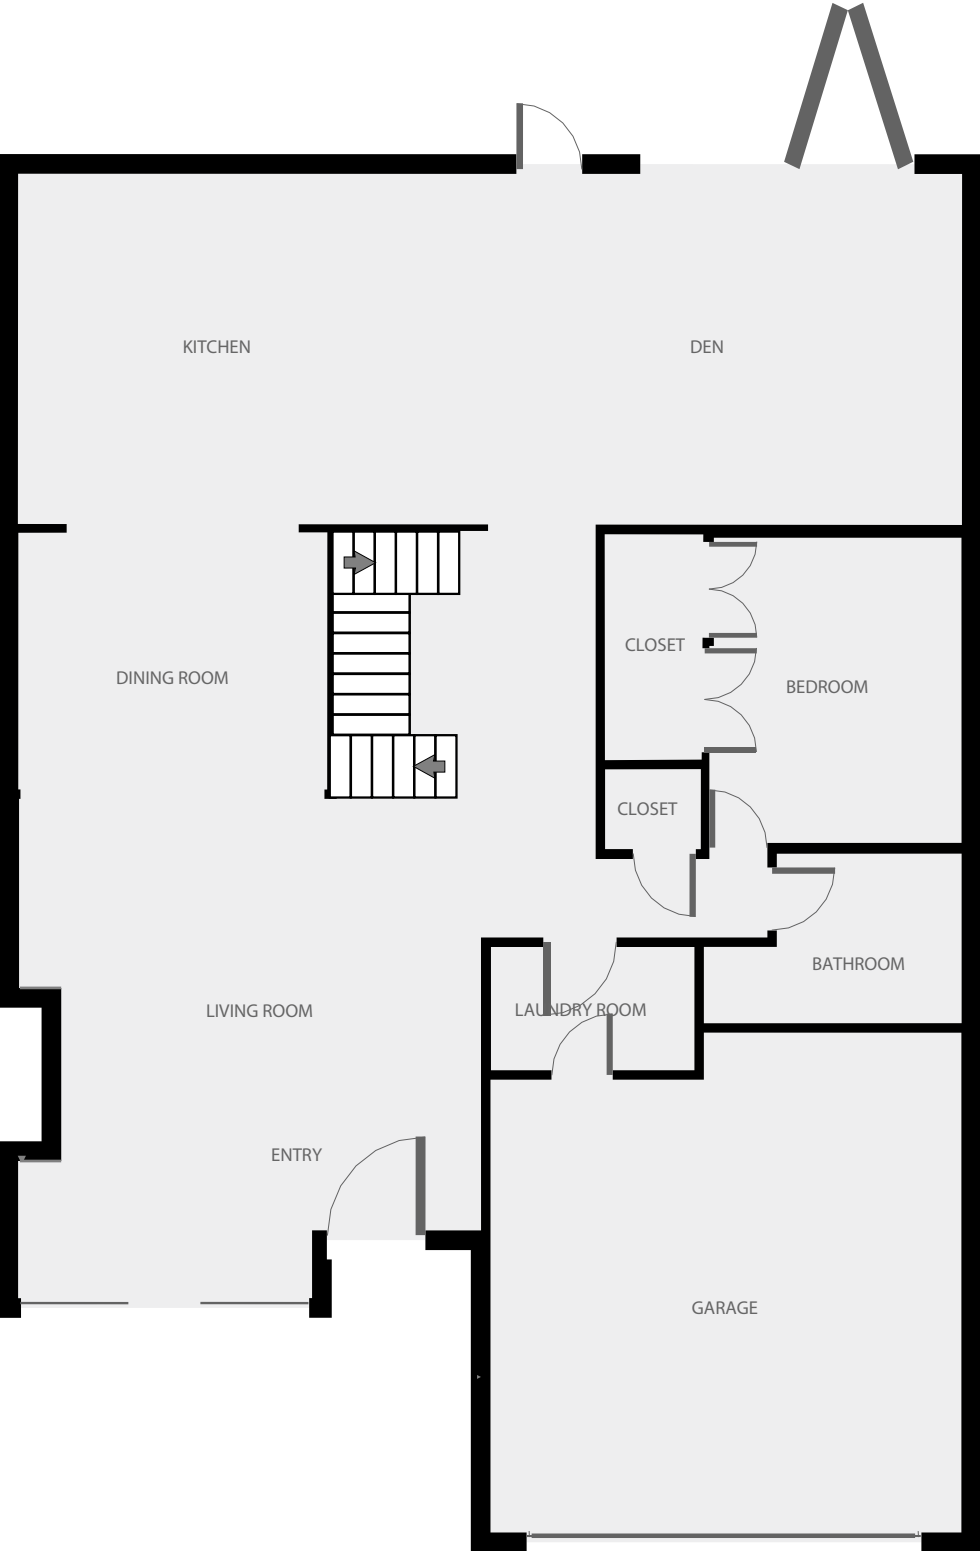 KITCHEN
DEN
CLOSET
DINING ROOM
BEDROOM
CLOSET
BATHROOM
LIVING ROOM
LAUNDRY ROOM
ENTRY
GARAGE